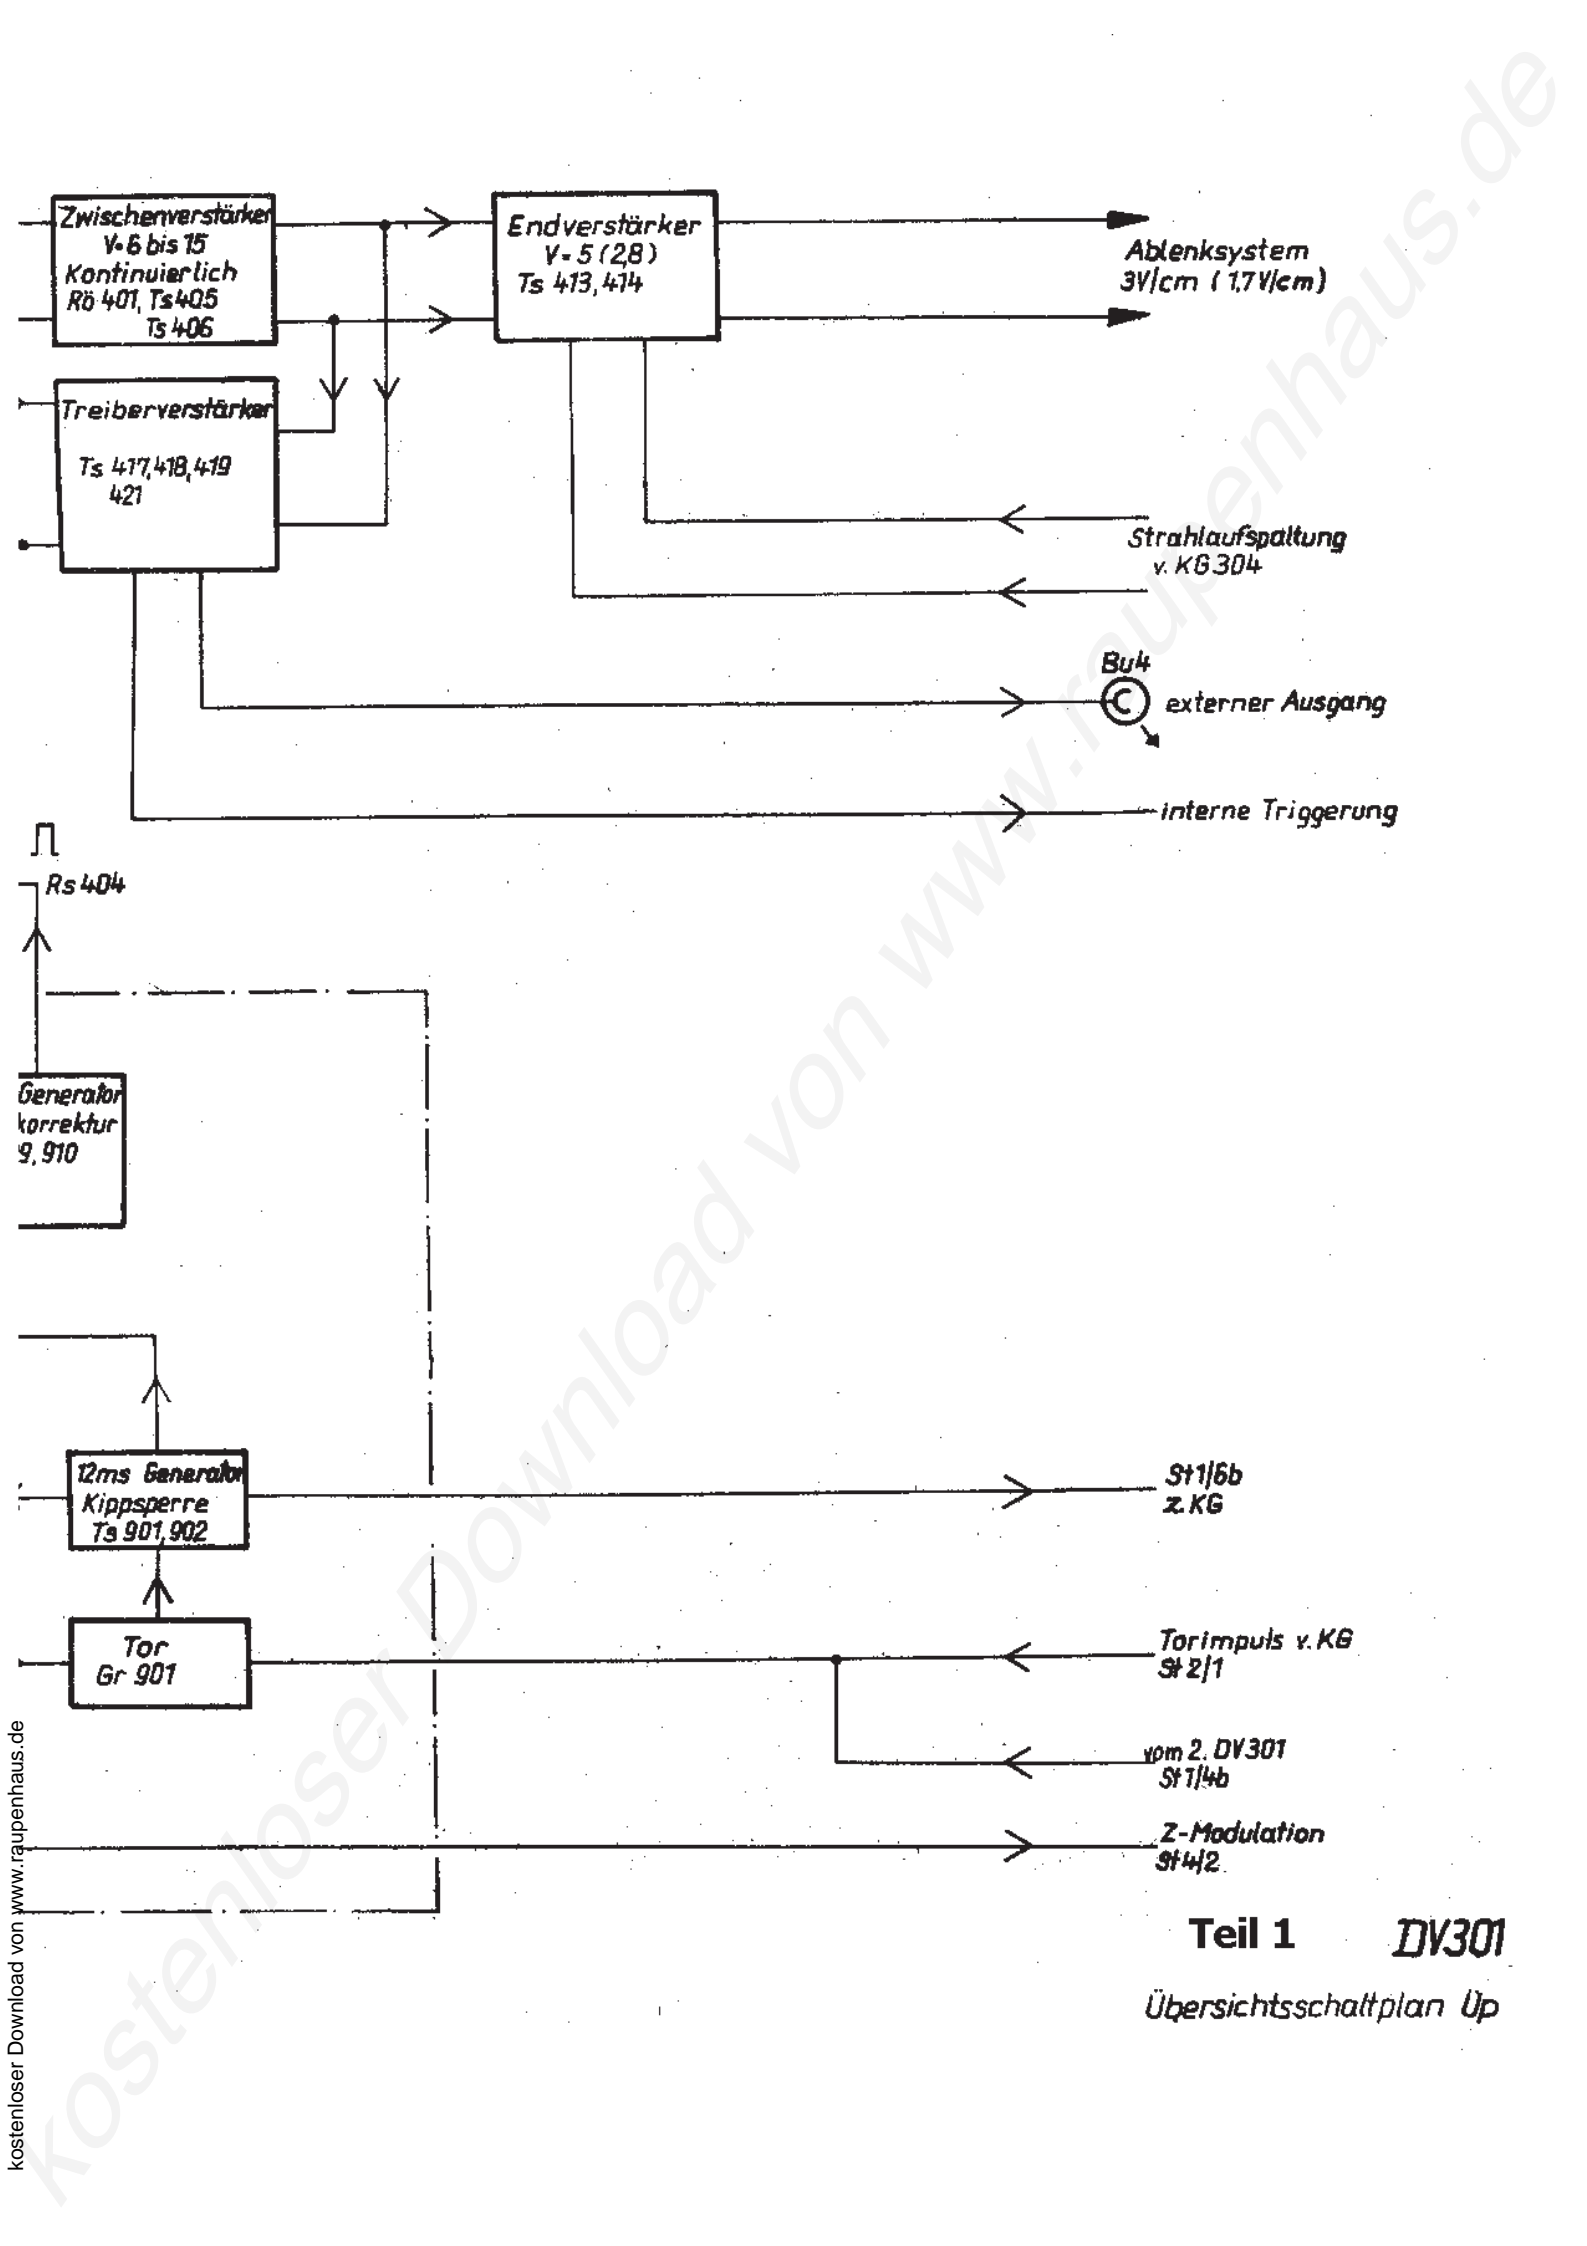 Zwischenverstärker
V=6 bis 15
Kontinuierlich
Rö 401, Ts 405
Ts 406
Endverstärker
V=5 (2,8)
Ts 413, 414
Ablenksystem
3V/cm (1,7V/cm)
Treiberverstärker
Ts 417, 418, 419
421
Strahlaufspaltung
v. KG 304
Bu4
externer Ausgang
interne Triggerung
Rs 404
Generator
korrektur
9, 910
12ms Generator
Kippsperre
Ts 901, 902
St1/6b
z. KG
Tor
Gr 901
Torimpuls v. KG
St 2/1
vom 2. DV301
St 1/4b
Z-Modulation
St 4/2
Teil 1 DV301
Übersichtsschaltplan Üp
kostenloser Download von www.raupenhaus.de
kostenloser Download von www.raupenhaus.de